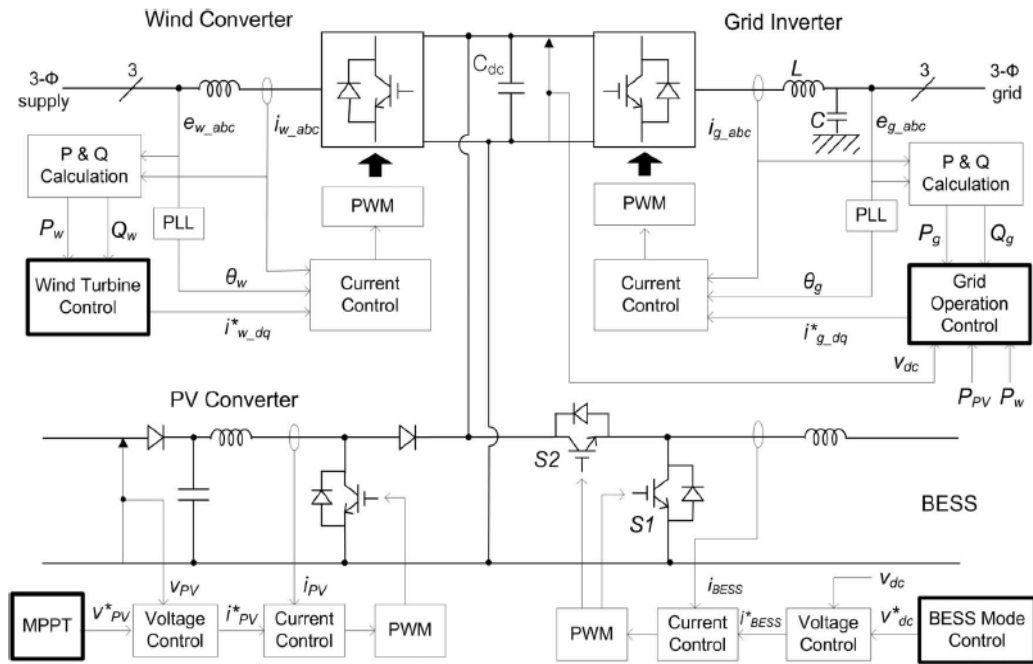 Wind Converter
Grid Inverter
3-Φ
supply
3
C_dc
L
3
3-Φ
grid
e_w_abc
i_w_abc
i_g_abc
C
e_g_abc
P & Q
Calculation
P & Q
Calculation
PWM
PWM
P_w
Q_w
PLL
PLL
P_g
Q_g
Wind Turbine
Control
θ_w
Current
Control
Current
Control
θ_g
Grid
Operation
Control
i*_w_dq
i*_g_dq
v_dc
P_PV
P_w
PV Converter
S2
S1
BESS
v_PV
i_PV
i_BESS
v_dc
MPPT
v*_PV
Voltage
Control
i*_PV
Current
Control
PWM
PWM
Current
Control
i*_BESS
Voltage
Control
v*_dc
BESS Mode
Control